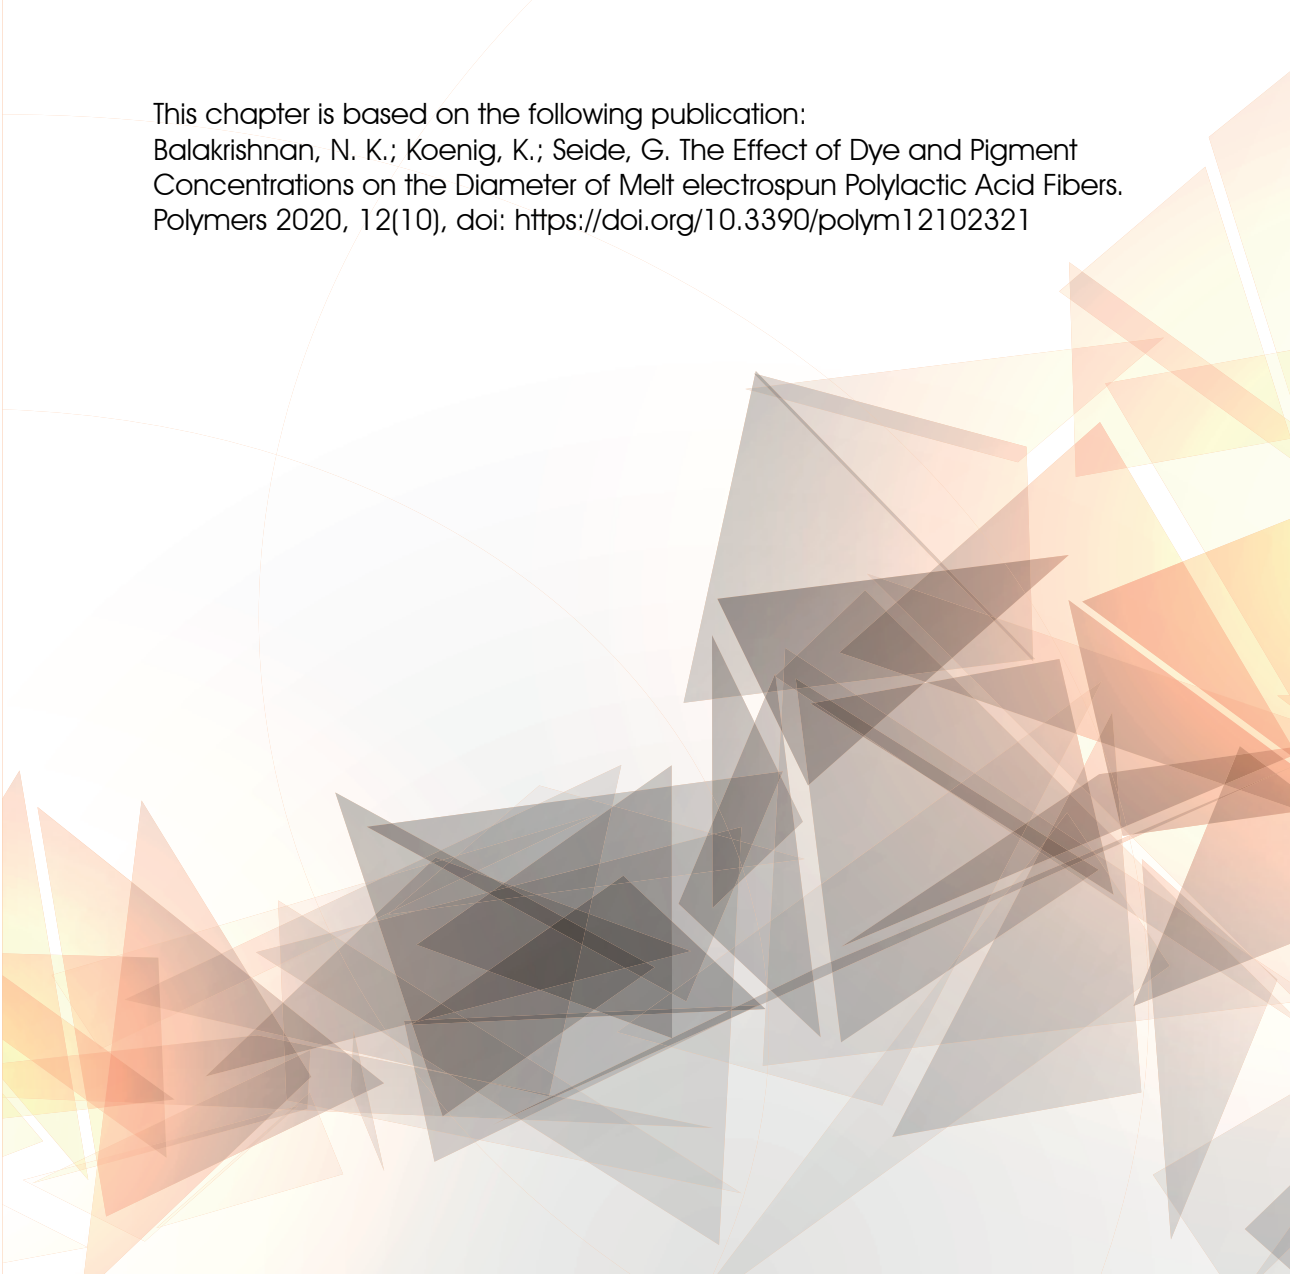 This chapter is based on the following publication:
Balakrishnan, N. K.; Koenig, K.; Seide, G. The Effect of Dye and Pigment
Concentrations on the Diameter of Melt electrospun Polylactic Acid Fibers.
Polymers 2020, 12(10), doi: https://doi.org/10.3390/polym12102321